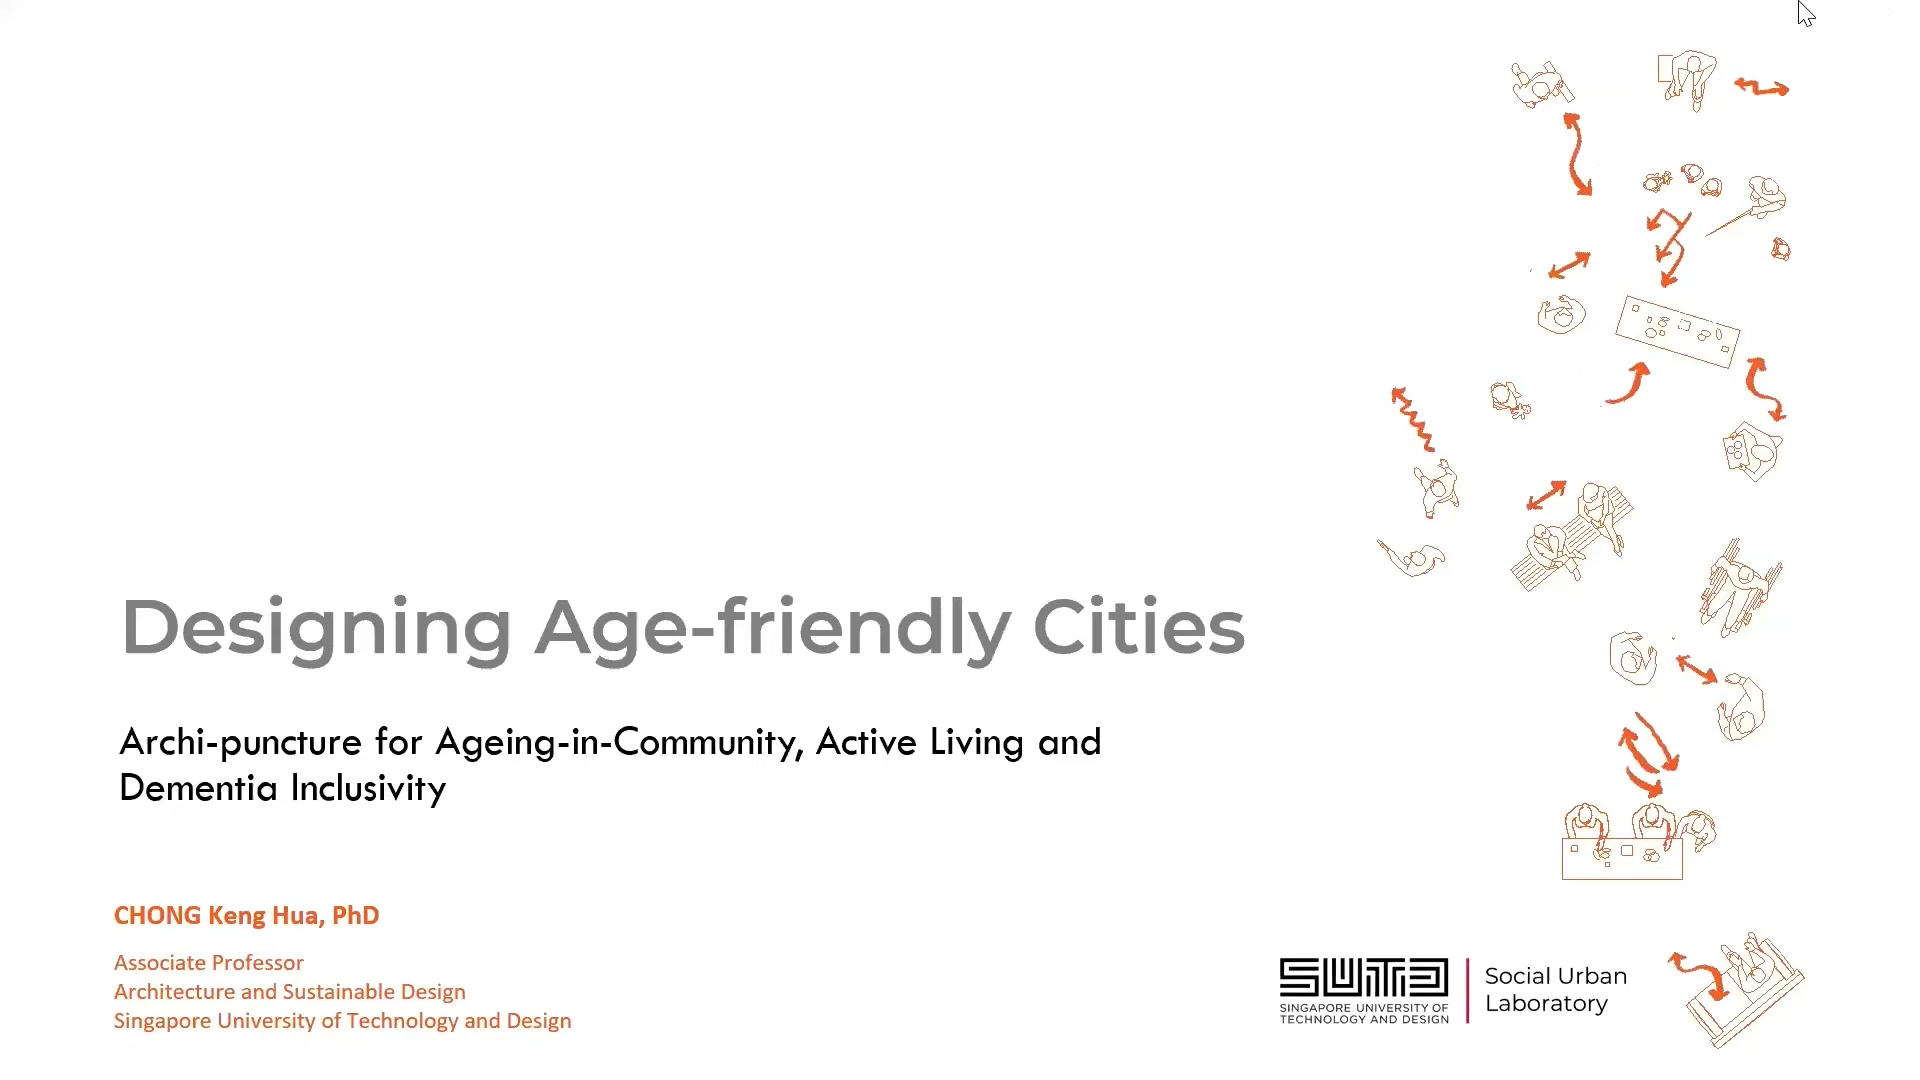 Designing Age-friendly Cities
Archi-puncture for Ageing-in-Community, Active Living and
Dementia Inclusivity
CHONG Keng Hua, PhD
Associate Professor
Architecture and Sustainable Design
Singapore University of Technology and Design
SUTD
SINGAPORE UNIVERSITY OF
TECHNOLOGY AND DESIGN
Social Urban
Laboratory